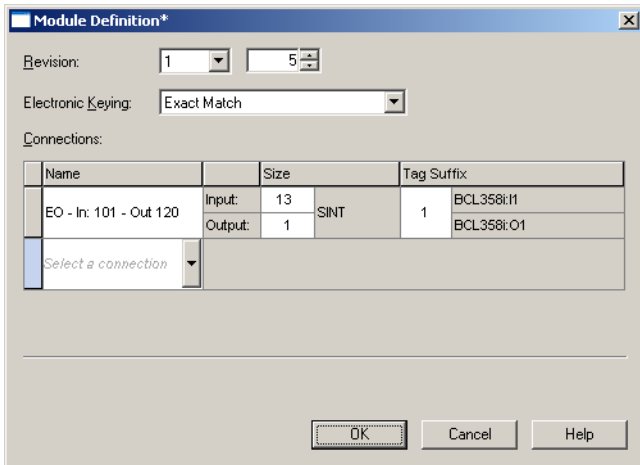 Module Definition*
Revision: 1 5
Electronic Keying: Exact Match
Connections:
Name Size Tag Suffix
EO - In: 101 - Out 120 Input: 13 SINT 1 BCL358i:I1
Output: 1 BCL358i:O1
Select a connection
OK Cancel Help